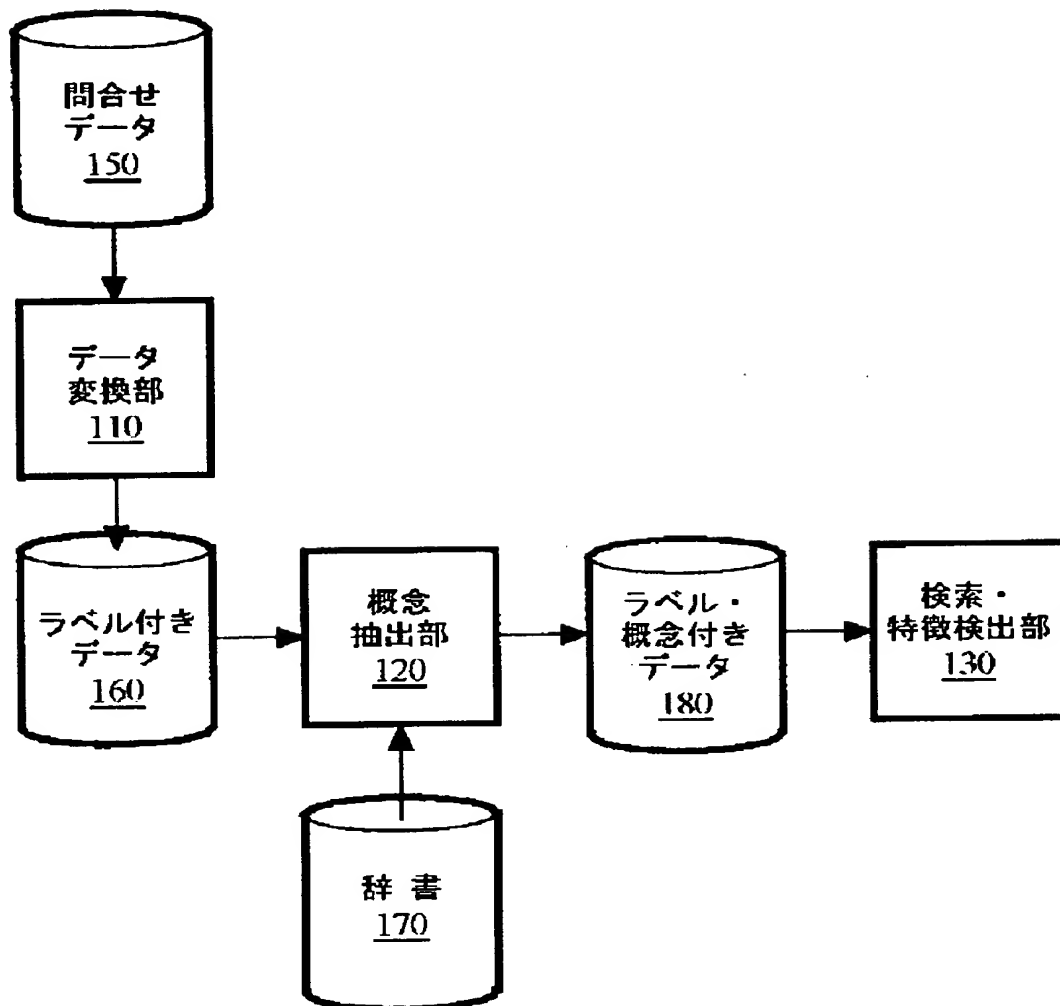 問合せ
データ
150
データ
変換部
110
ラベル付き
データ
160
概念
抽出部
120
ラベル・
概念付き
データ
180
検索・
特徴検出部
130
辞書
170